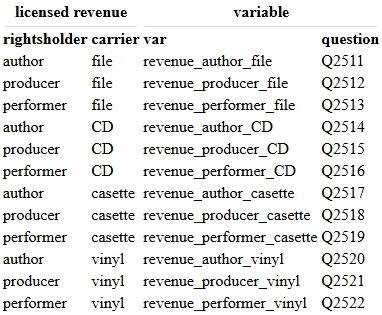 licensed revenue variable
rightsholder carrier var question
author file revenue_author_file Q2511
producer file revenue_producer_file Q2512
performer file revenue_performer_file Q2513
author CD revenue_author_CD Q2514
producer CD revenue_producer_CD Q2515
performer CD revenue_performer_CD Q2516
author casette revenue_author_casette Q2517
producer casette revenue_producer_casette Q2518
performer casette revenue_performer_casette Q2519
author vinyl revenue_author_vinyl Q2520
producer vinyl revenue_producer_vinyl Q2521
performer vinyl revenue_performer_vinyl Q2522